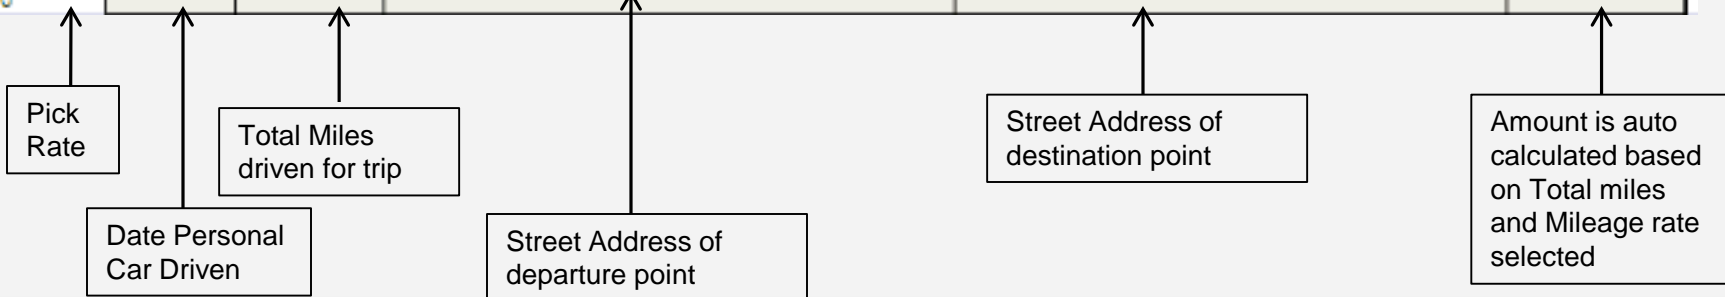 Pick
Rate
Date Personal
Car Driven
Total Miles
driven for trip
Street Address of
departure point
Street Address of
destination point
Amount is auto
calculated based
on Total miles
and Mileage rate
selected